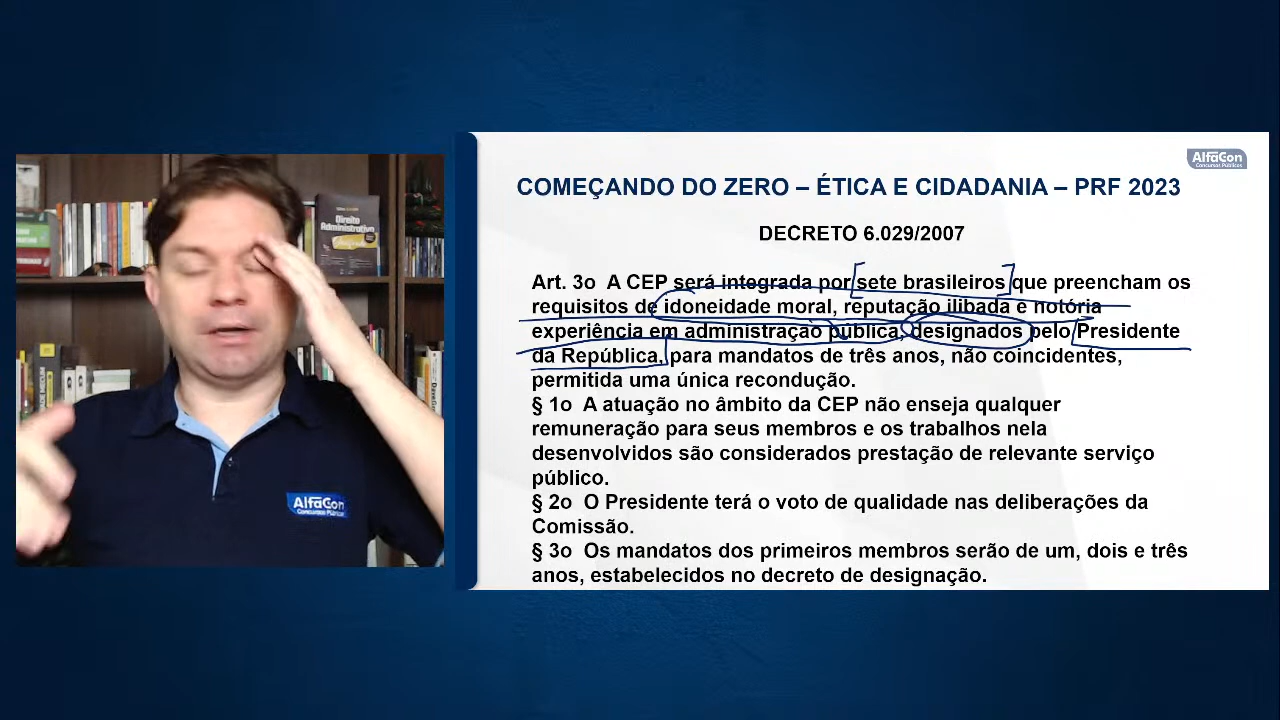 AlfaCon
Concursos Públicos
COMEÇANDO DO ZERO – ÉTICA E CIDADANIA – PRF 2023
DECRETO 6.029/2007
Art. 3o A CEP será integrada por sete brasileiros que preencham os
requisitos de idoneidade moral, reputação ilibada e notória
experiência em administração pública, designados pelo Presidente
da República, para mandatos de três anos, não coincidentes,
permitida uma única recondução.
§ 1o A atuação no âmbito da CEP não enseja qualquer
remuneração para seus membros e os trabalhos nela
desenvolvidos são considerados prestação de relevante serviço
público.
§ 2o O Presidente terá o voto de qualidade nas deliberações da
Comissão.
§ 3o Os mandatos dos primeiros membros serão de um, dois e três
anos, estabelecidos no decreto de designação.
Direito
Administrativo
AlfaCon
Concursos Públicos